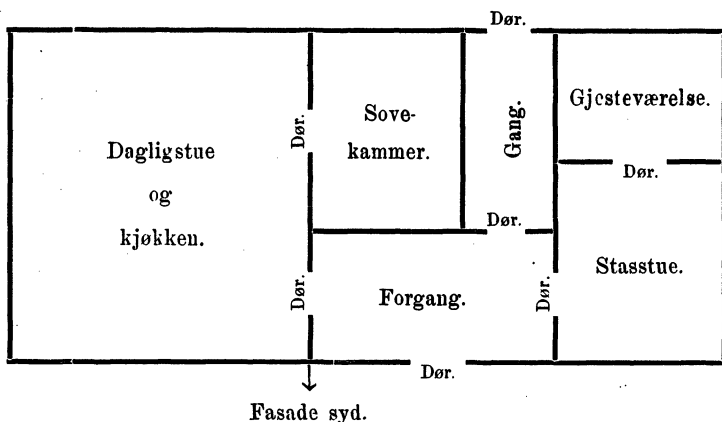 Dør.
Dagligstue
og
kjøkken.
Dør.
Sove-
kammer.
Gang.
Gjesteværelse.
Dør.
Dør.
Stasstue.
Dør.
Forgang.
Dør.
Dør.
Fasade syd.